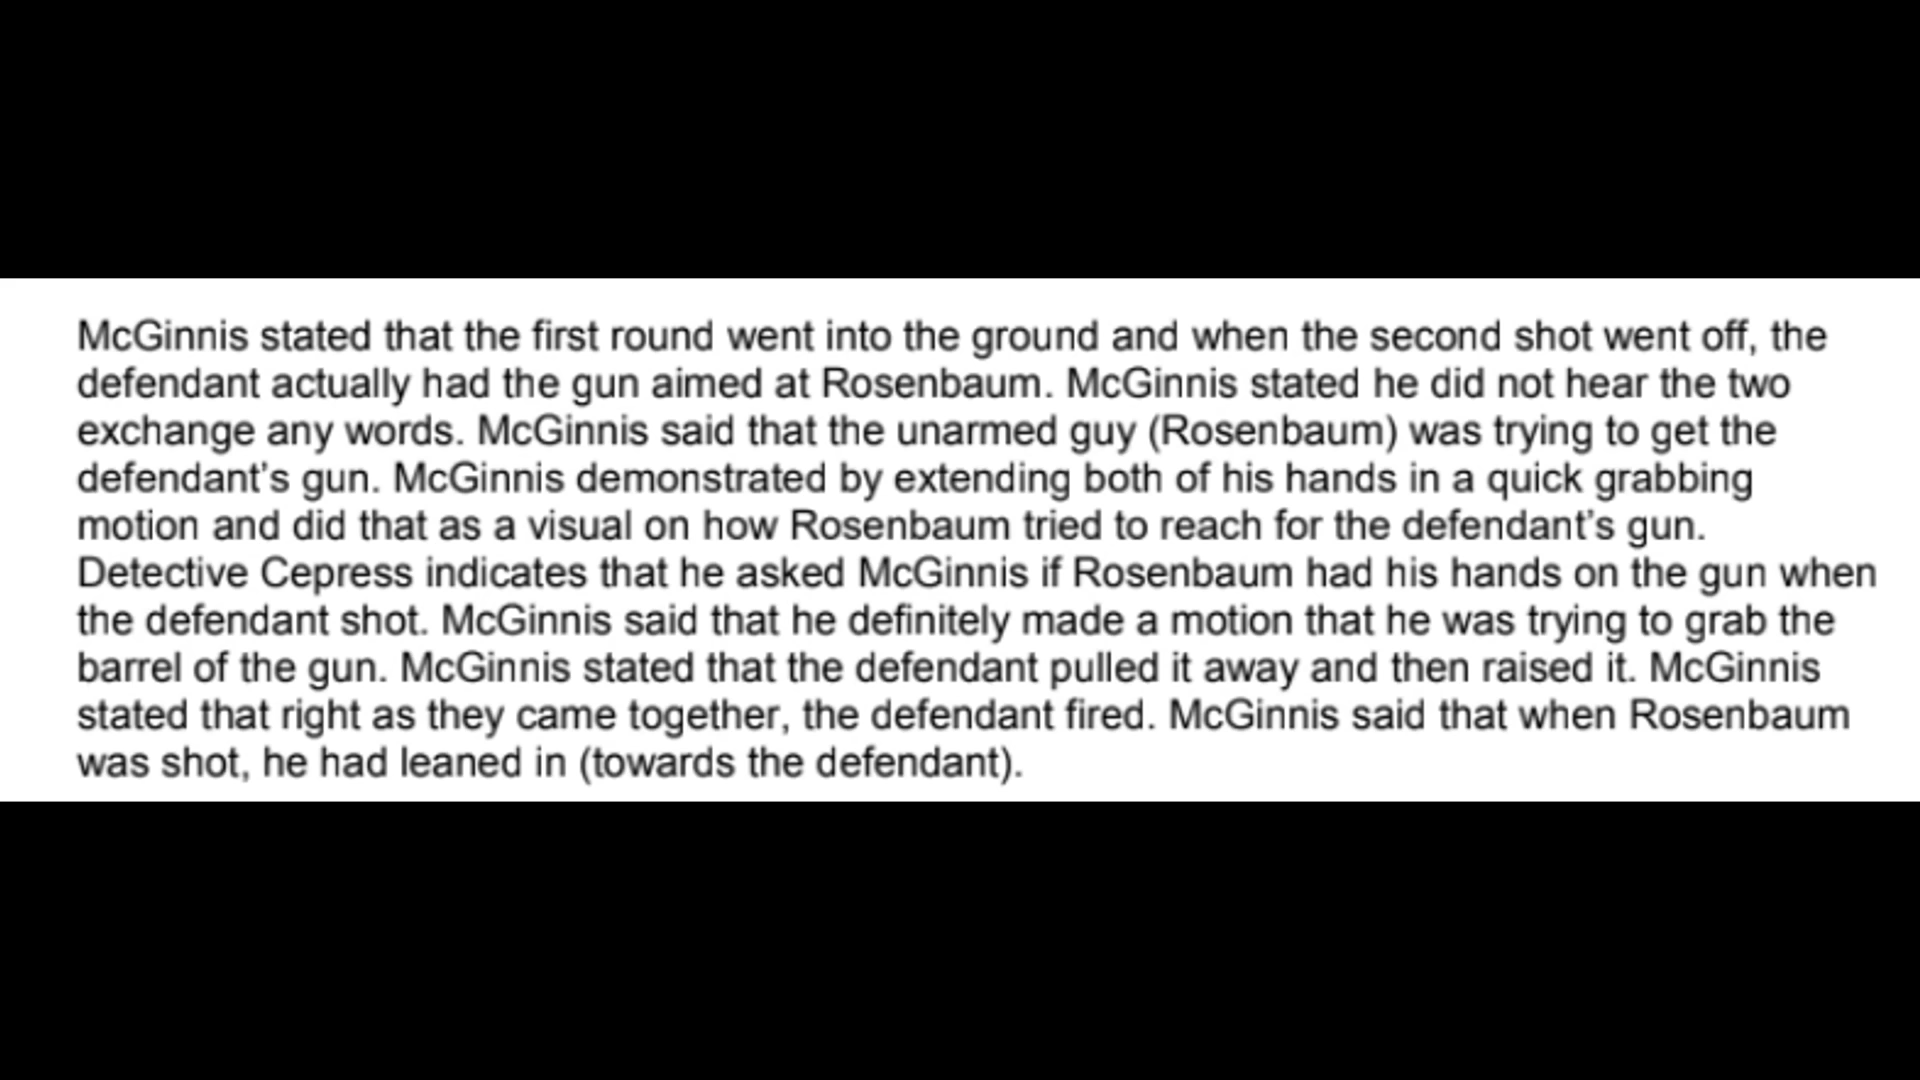 McGinnis stated that the first round went into the ground and when the second shot went off, the
defendant actually had the gun aimed at Rosenbaum. McGinnis stated he did not hear the two
exchange any words. McGinnis said that the unarmed guy (Rosenbaum) was trying to get the
defendant’s gun. McGinnis demonstrated by extending both of his hands in a quick grabbing
motion and did that as a visual on how Rosenbaum tried to reach for the defendant’s gun.
Detective Cepress indicates that he asked McGinnis if Rosenbaum had his hands on the gun when
the defendant shot. McGinnis said that he definitely made a motion that he was trying to grab the
barrel of the gun. McGinnis stated that the defendant pulled it away and then raised it. McGinnis
stated that right as they came together, the defendant fired. McGinnis said that when Rosenbaum
was shot, he had leaned in (towards the defendant).